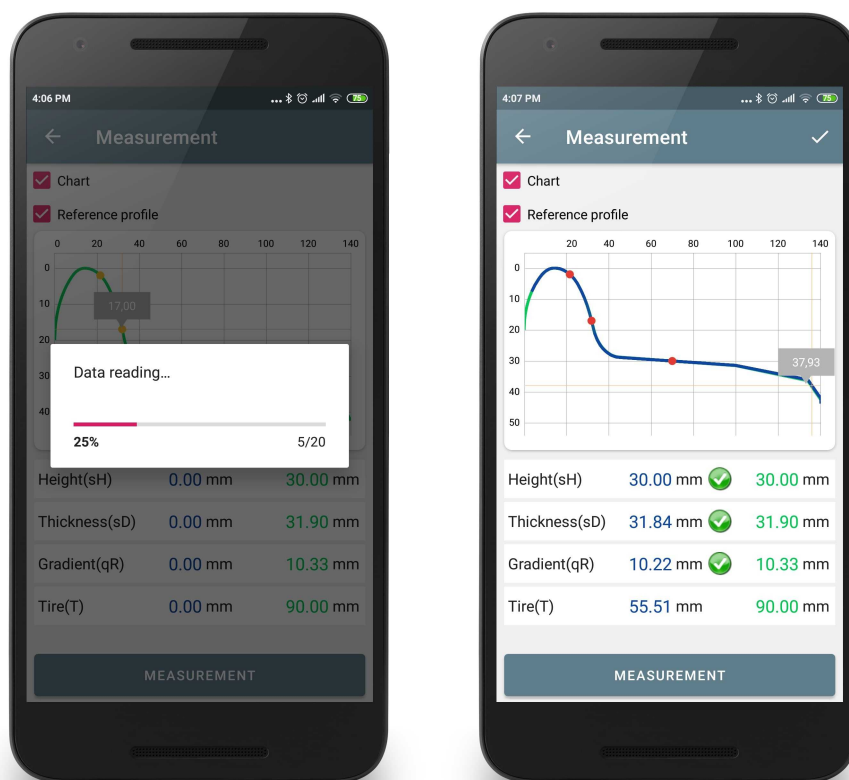 4:06 PM
75
Measurement
Chart
Reference profile
0 20 40 60 80 100 120 140
0
10
17,00
20
30
40
Data reading...
25% 5/20
Height(sH) 0.00 mm 30.00 mm
Thickness(sD) 0.00 mm 31.90 mm
Gradient(qR) 0.00 mm 10.33 mm
Tire(T) 0.00 mm 90.00 mm
MEASUREMENT
4:07 PM
75
Measurement
Chart
Reference profile
20 40 60 80 100 120 140
0
10
20
30
37,93
40
50
Height(sH) 30.00 mm 30.00 mm
Thickness(sD) 31.84 mm 31.90 mm
Gradient(qR) 10.22 mm 10.33 mm
Tire(T) 55.51 mm 90.00 mm
MEASUREMENT